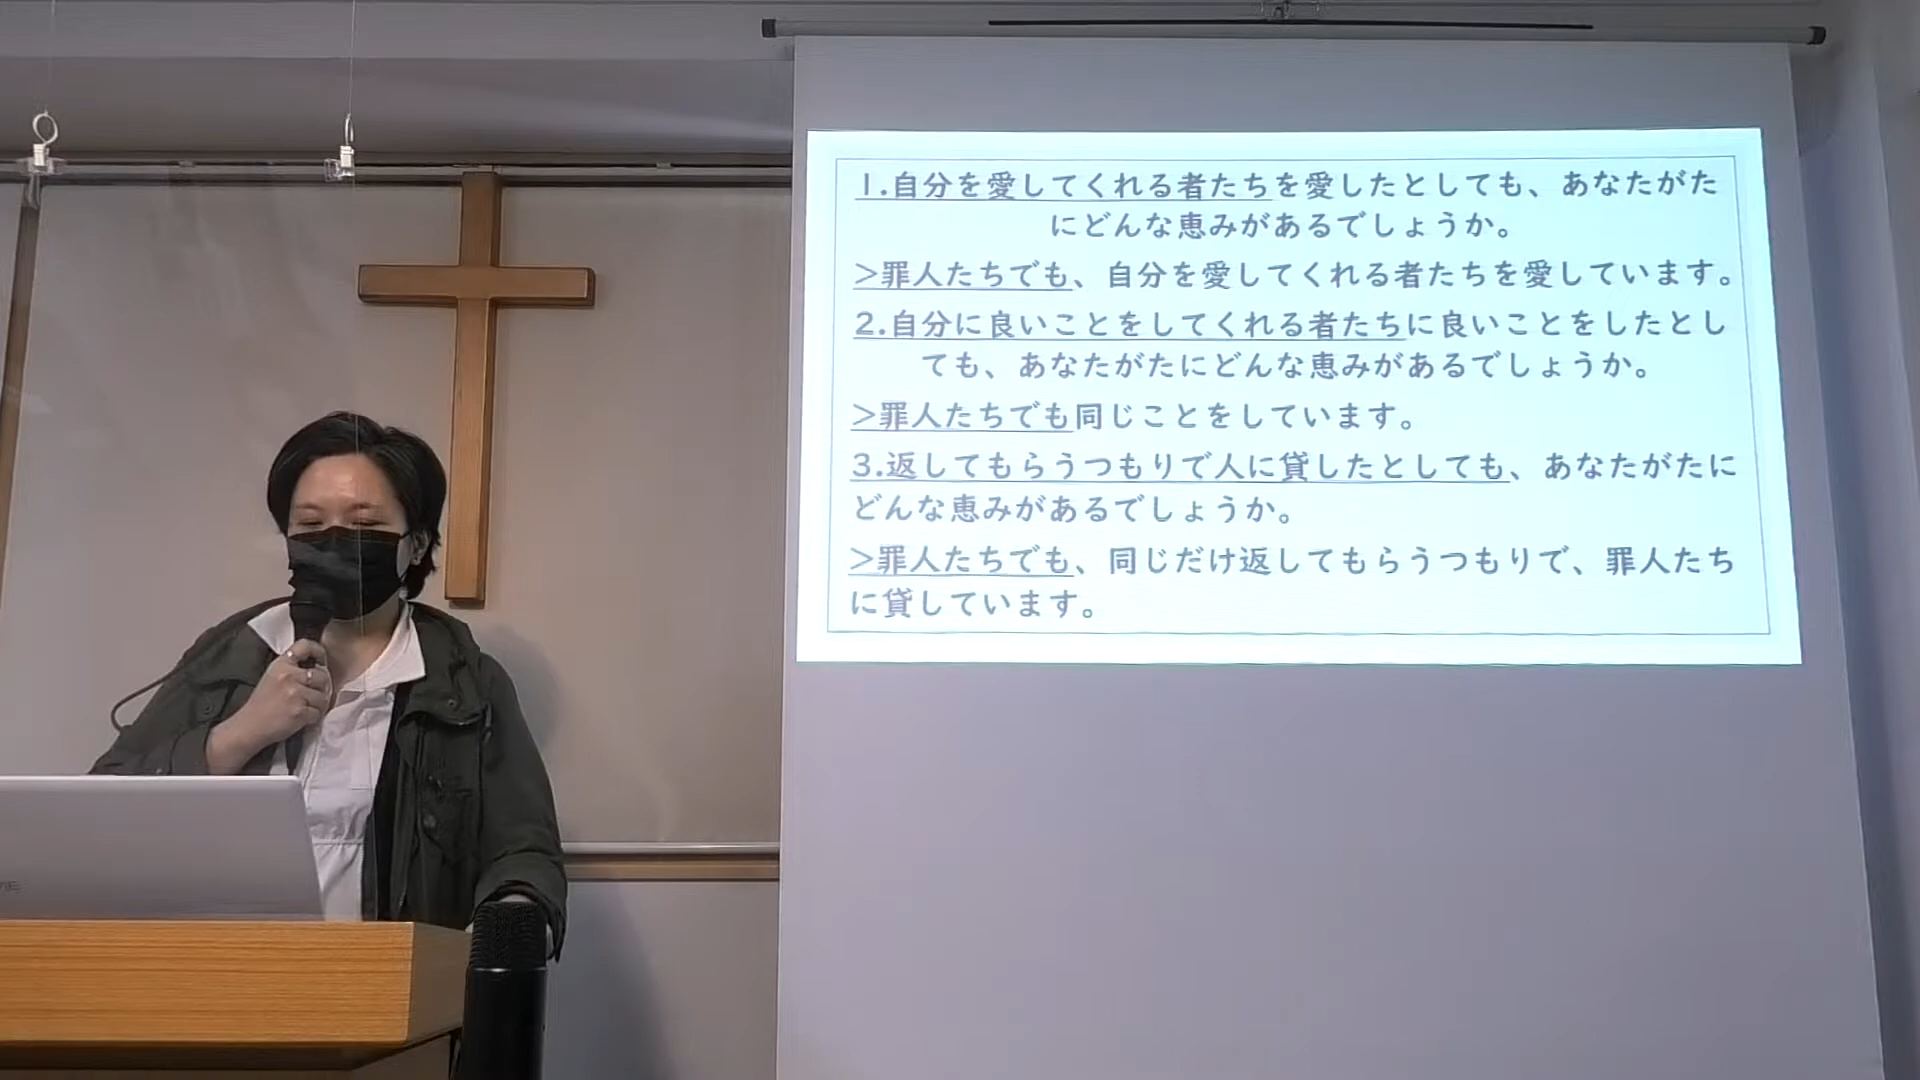 1.自分を愛してくれる者たちを愛したとしても、あなたがた
にどんな恵みがあるでしょうか。
>罪人たちでも、自分を愛してくれる者たちを愛しています。
2.自分に良いことをしてくれる者たちに良いことをしたとし
ても、あなたがたにどんな恵みがあるでしょうか。
>罪人たちでも同じことをしています。
3.返してもらうつもりで人に貸したとしても、あなたがたに
どんな恵みがあるでしょうか。
>罪人たちでも、同じだけ返してもらうつもりで、罪人たち
に貸しています。